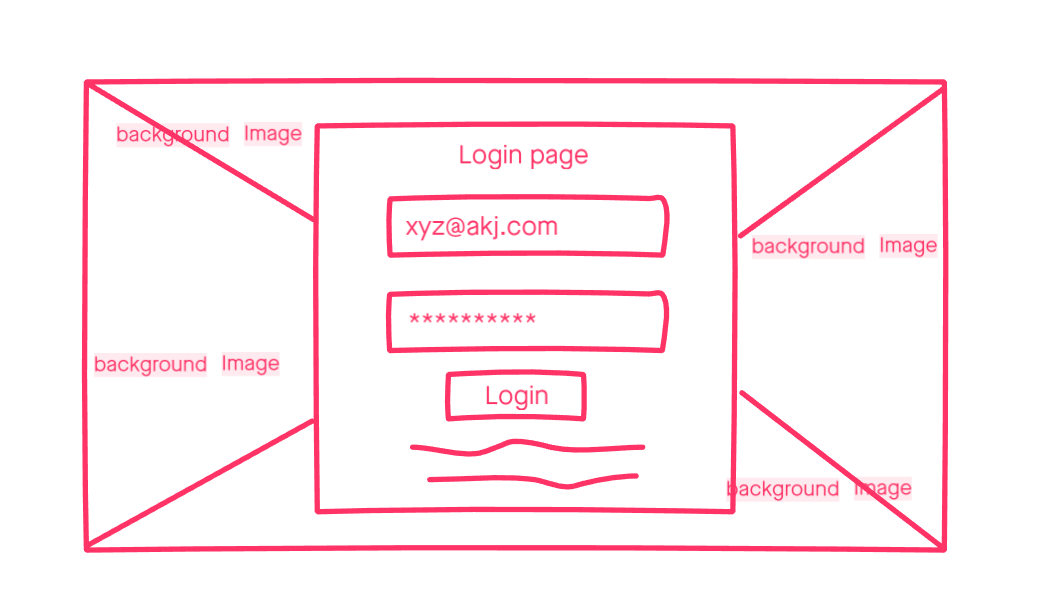 background Image
Login page
xyz@akj.com
background Image
**********
background Image
Login
background Image